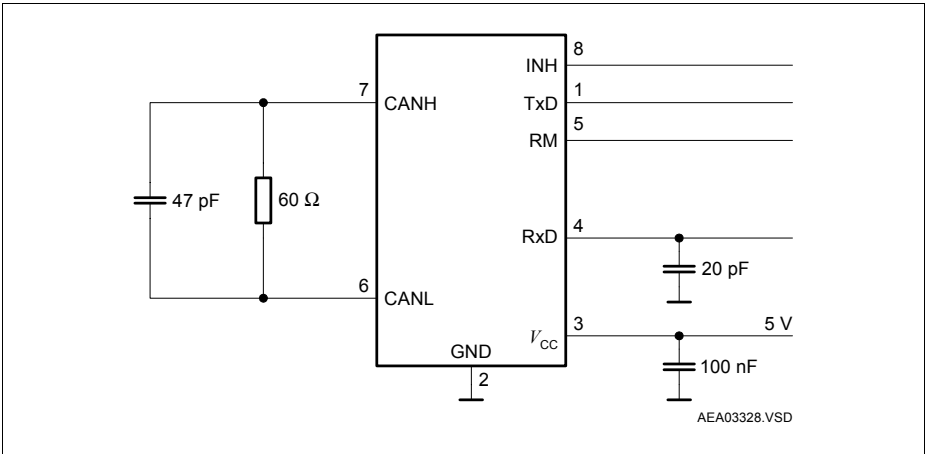 8
INH
7
1
CANH
TxD
5
RM
47 pF
60 Ω
4
RxD
20 pF
6
CANL
3
5 V
VCC
GND
100 nF
2
AEA03328.VSD